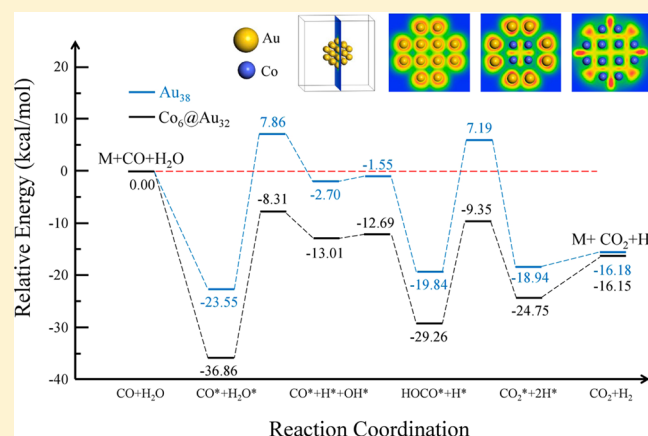 Au
Co
Au38
Co6@Au32
Relative Energy (kcal/mol)
20
10
0
-10
-20
-30
-40
M+CO+H2O
0.00
-23.55
-36.86
7.86
-8.31
-2.70
-13.01
-1.55
-12.69
-19.84
-29.26
7.19
-9.35
-18.94
-24.75
M+ CO2+H
-16.18
-16.15
CO+H2O
CO*+H2O*
CO*+H*+OH*
HOCO*+H*
CO2*+2H*
CO2+H2
Reaction Coordination